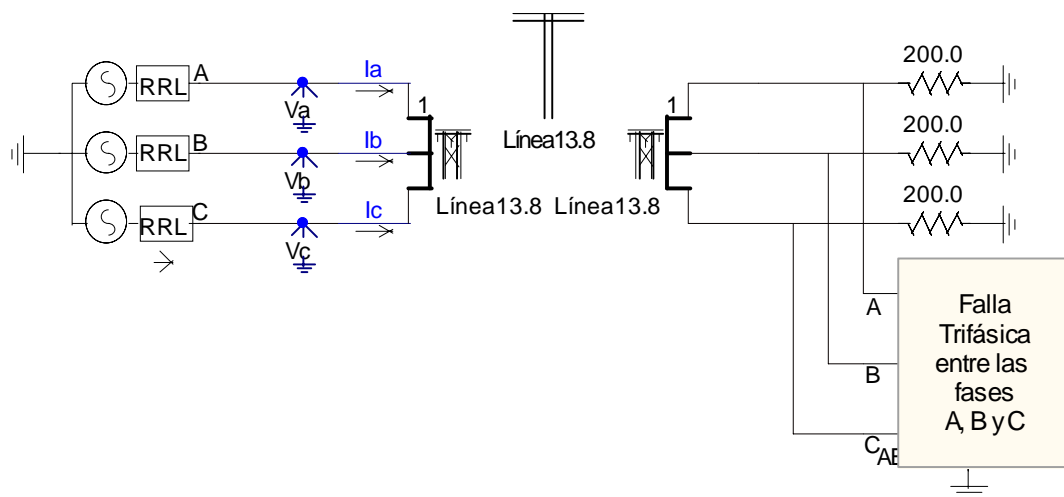 RRL
A
RRL
B
RRL
C
Va
Ia
Vb
Ib
Vc
Ic
1
Línea13.8
Línea13.8
Línea13.8
1
200.0
200.0
200.0
A
B
C
AB
Falla
Trifásica
entre las
fases
A, B y C